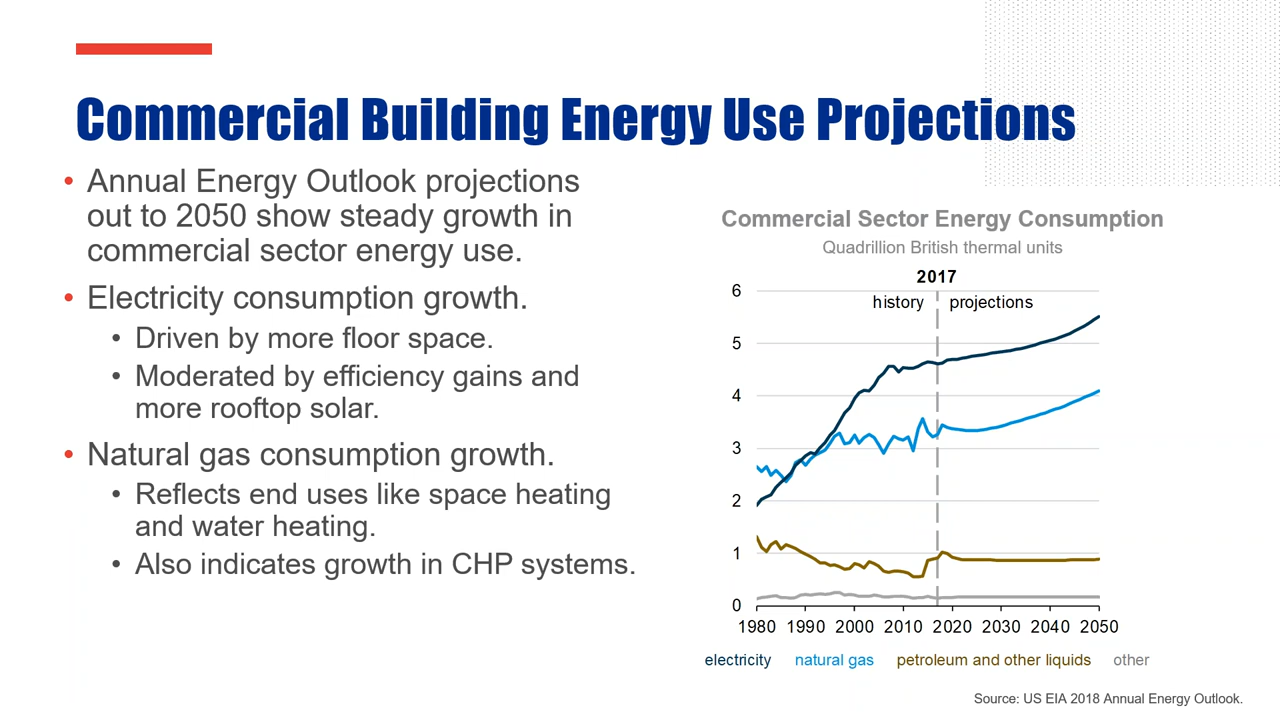 Commercial Building Energy Use Projections
• Annual Energy Outlook projections
out to 2050 show steady growth in
commercial sector energy use.
• Electricity consumption growth.
• Driven by more floor space.
• Moderated by efficiency gains and
more rooftop solar.
• Natural gas consumption growth.
• Reflects end uses like space heating
and water heating.
• Also indicates growth in CHP systems.
Commercial Sector Energy Consumption
Quadrillion British thermal units
2017
history projections
6
5
4
3
2
1
0
1980 1990 2000 2010 2020 2030 2040 2050
electricity natural gas petroleum and other liquids other
Source: US EIA 2018 Annual Energy Outlook.